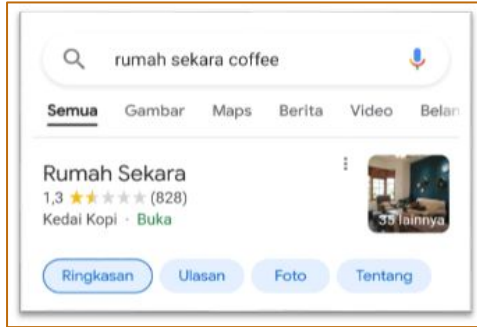 rumah sekara coffee
Semua Gambar Maps Berita Video Belan
Rumah Sekara
1,3 (828)
Kedai Kopi · Buka
35 lainnya
Ringkasan Ulasan Foto Tentang